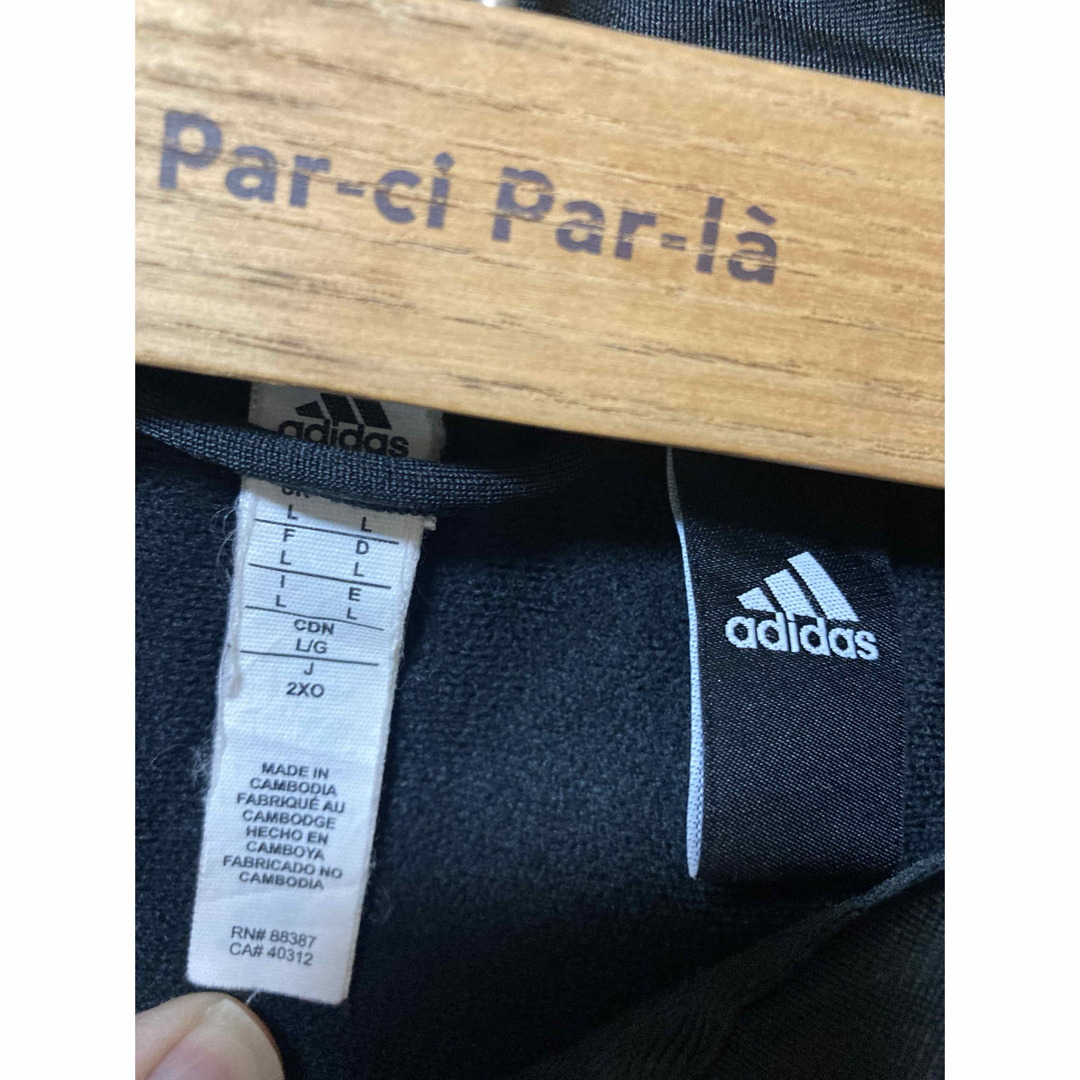 Par-ci Par-là
adidas
L L
F D
L L
I E
L L
CDN
L/G
J
2XO
MADE IN
CAMBODIA
FABRIQUÉ AU
CAMBODGE
HECHO EN
CAMBOYA
FABRICADO NO
CAMBODIA
RN# 88387
CA# 40312
adidas